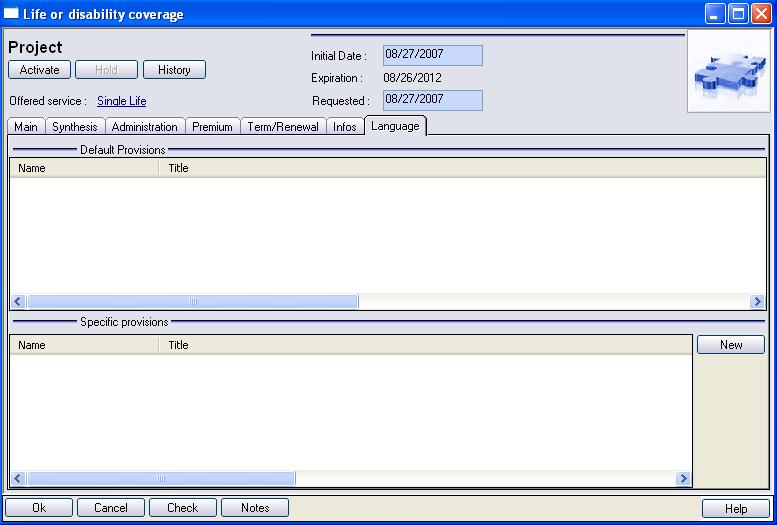 Life or disability coverage
Project
Activate Hold History
Offered service : Single Life
Initial Date : 08/27/2007
Expiration : 08/26/2012
Requested : 08/27/2007
Main Synthesis Administration Premium Term/Renewal Infos Language
Default Provisions
Name Title
Specific provisions
Name Title
New
Ok Cancel Check Notes Help